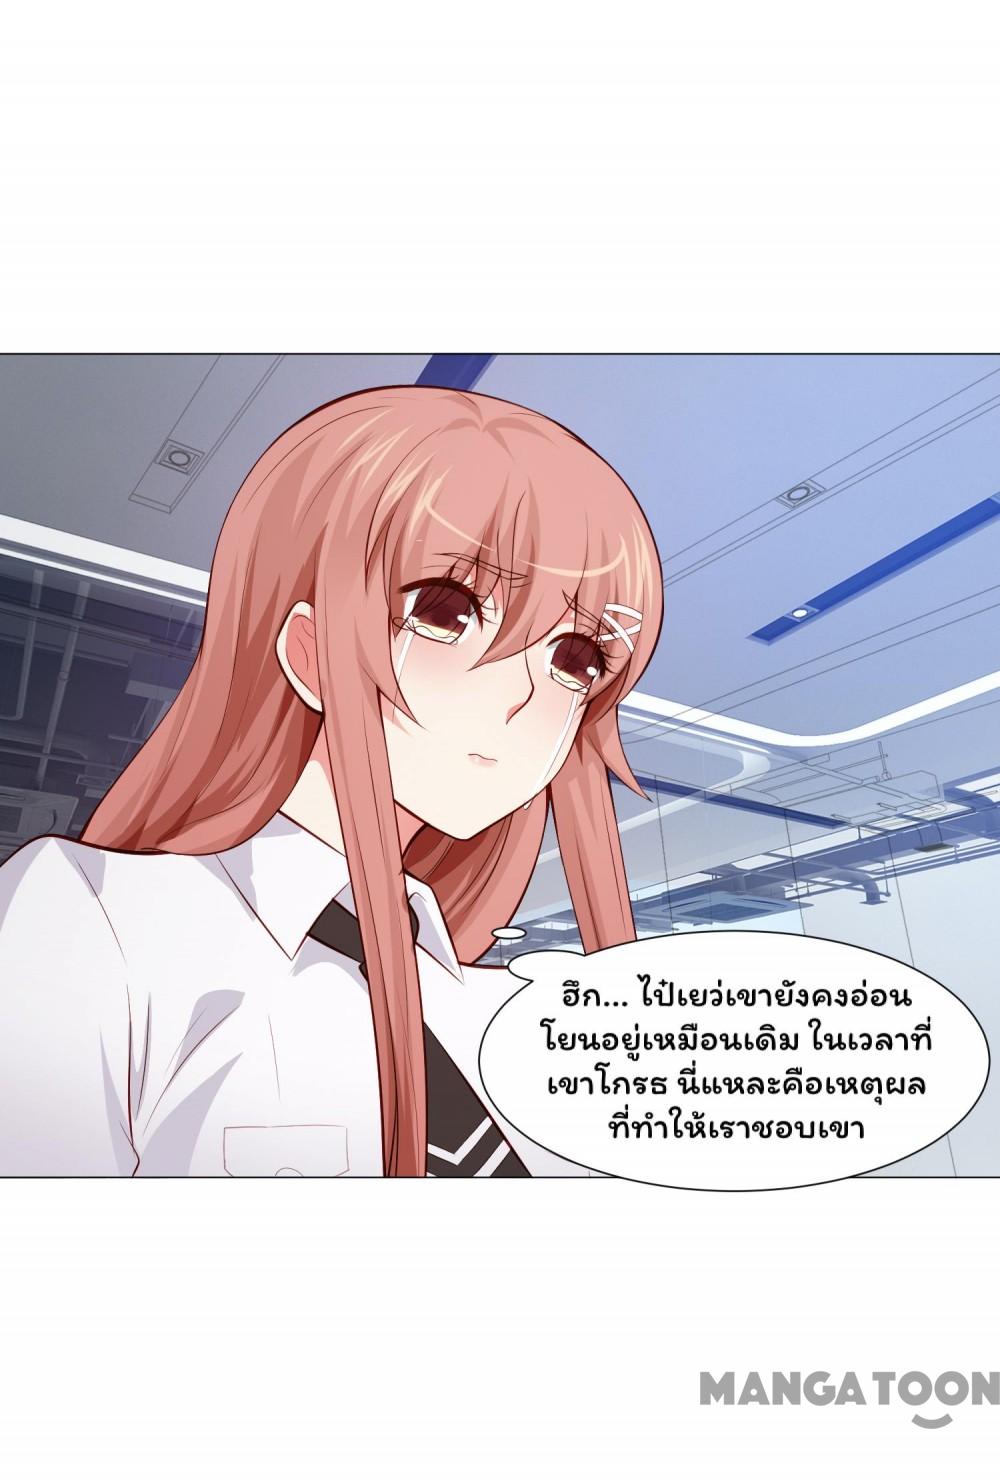 ฮึก... ไป๋เยว่เขายังคงอ่อน
โยนอยู่เหมือนเดิม ในเวลาที่
เขาโกรธ นี่แหละคือเหตุผล
ที่ทำให้เราชอบเขา
MANGATOON